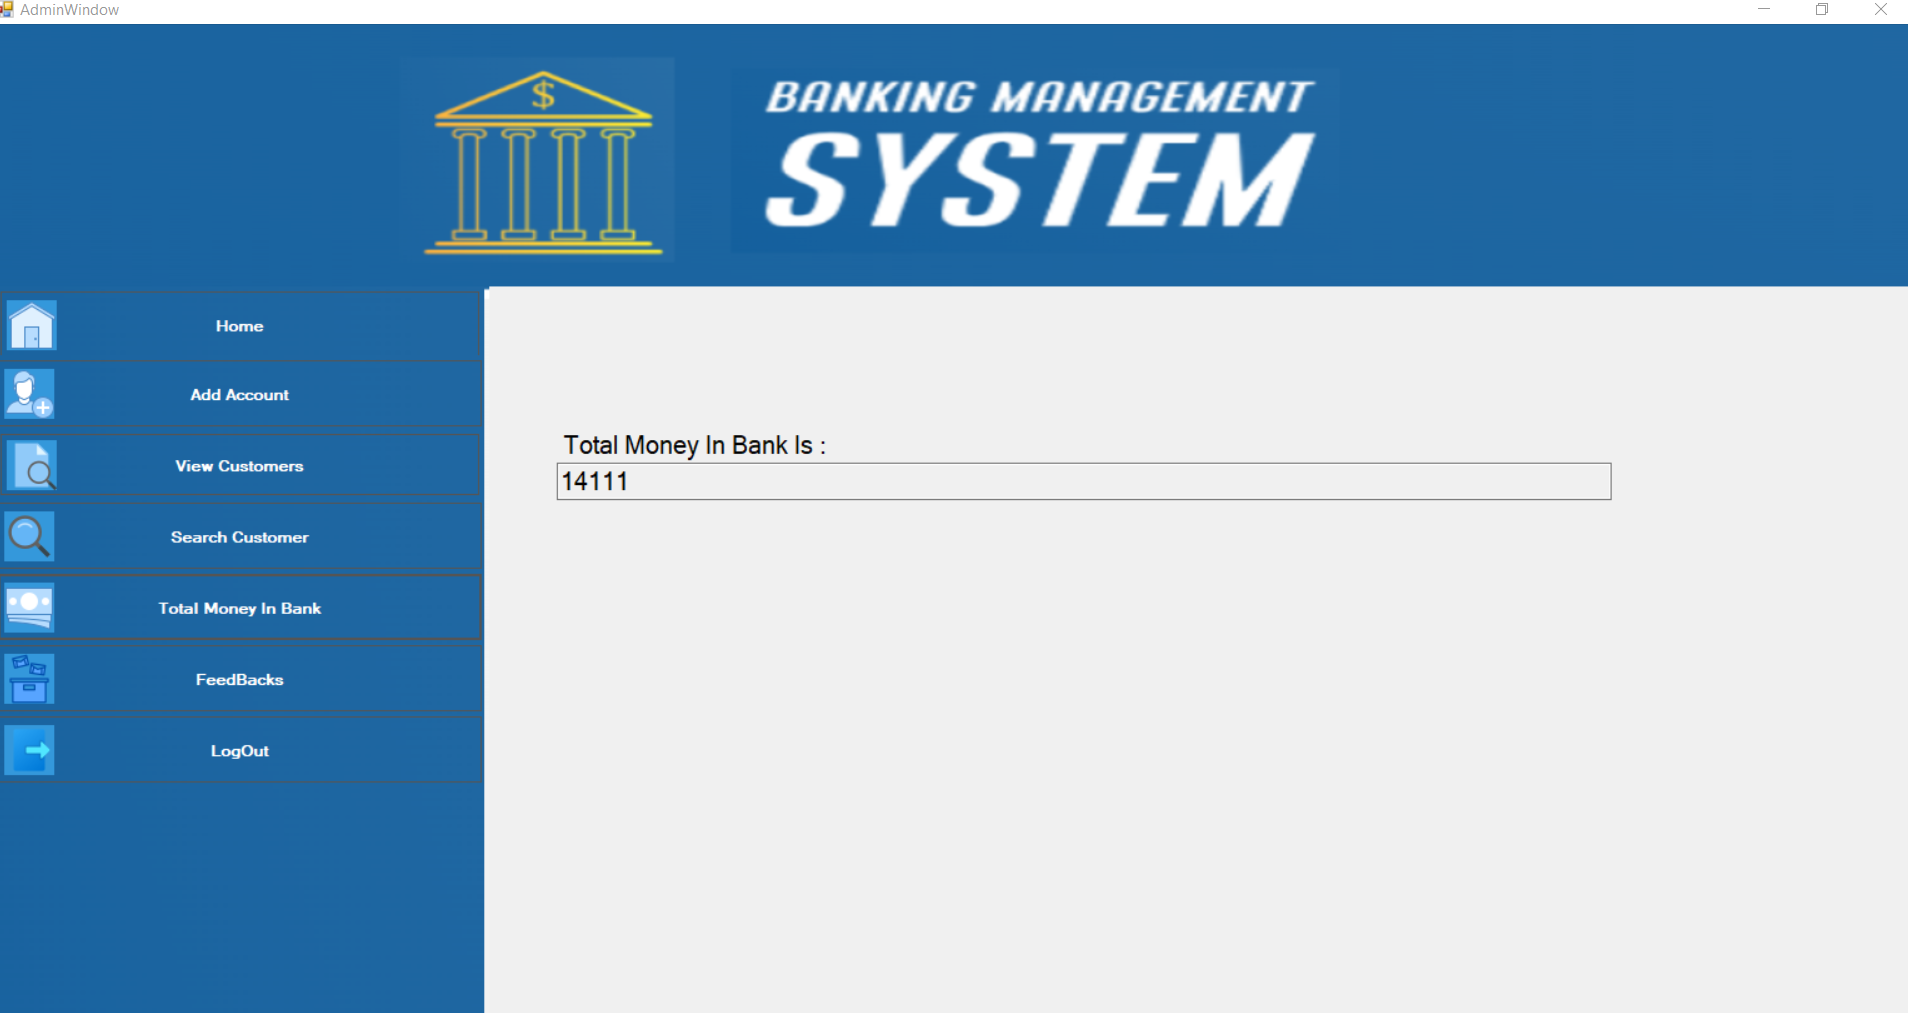 AdminWindow
$
BANKING MANAGEMENT
SYSTEM
Home
Add Account
View Customers
Search Customer
Total Money In Bank
FeedBacks
LogOut
Total Money In Bank Is :
14111